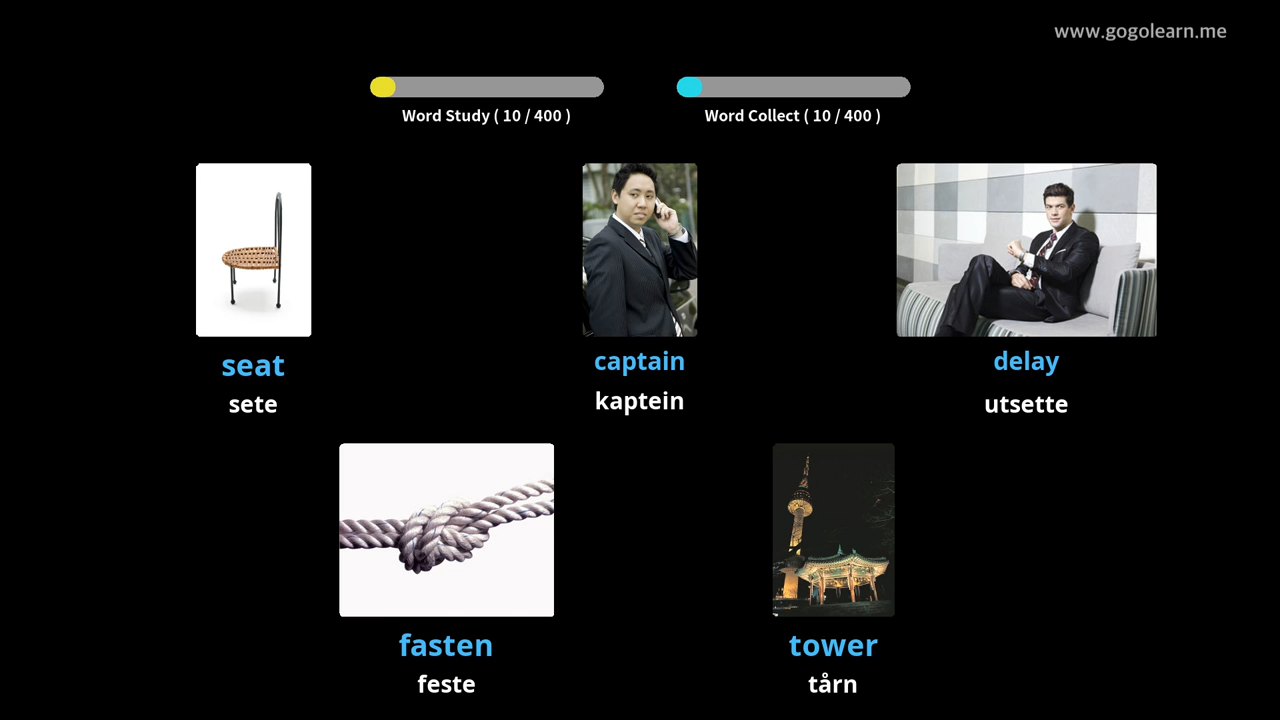 www.gogolearn.me
Word Study ( 10 / 400 )
Word Collect ( 10 / 400 )
seat
sete
captain
kaptein
delay
utsette
fasten
feste
tower
tårn